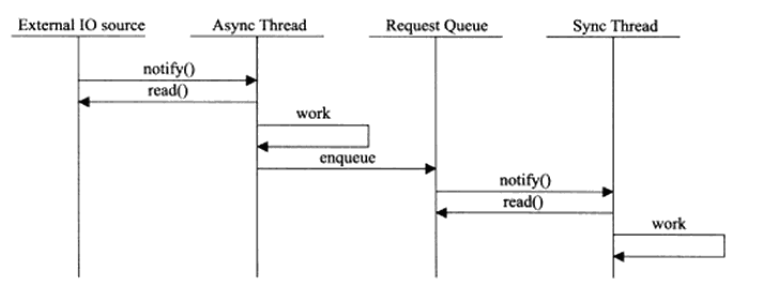 External IO source
Async Thread
Request Queue
Sync Thread
notify()
read()
work
enqueue
notify()
read()
work